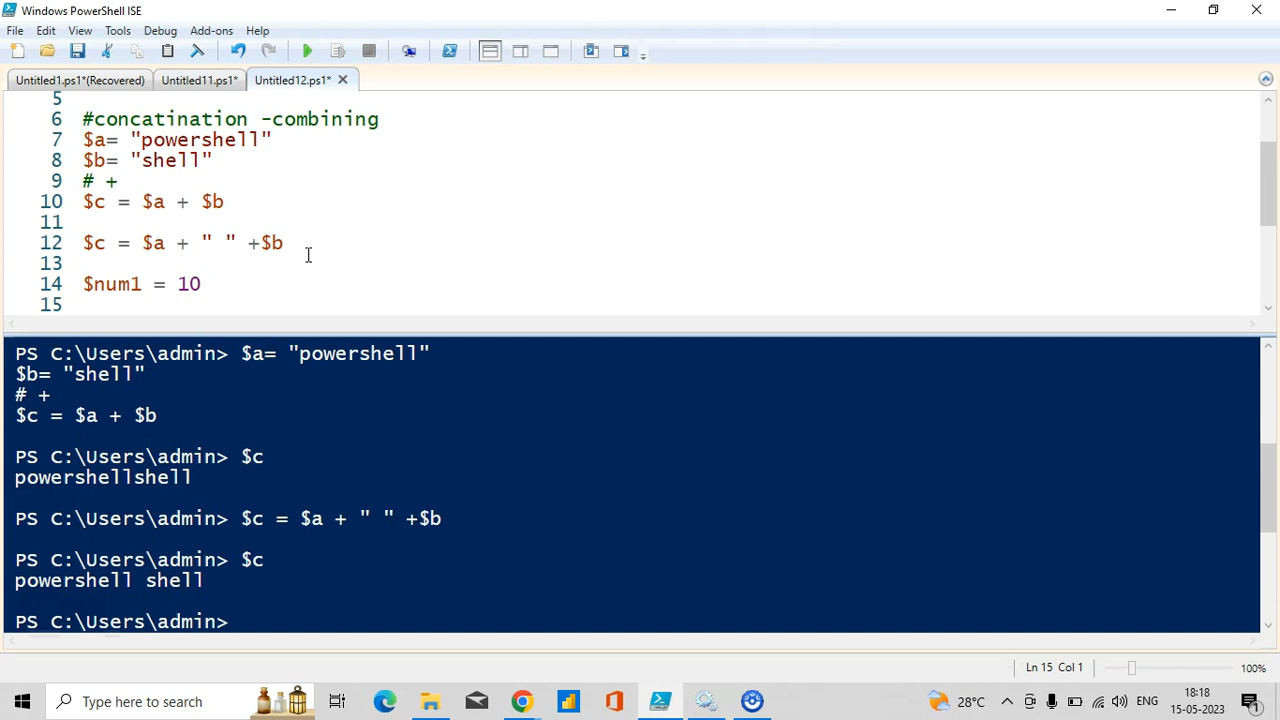 Windows PowerShell ISE
File Edit View Tools Debug Add-ons Help
Untitled1.ps1*(Recovered) Untitled11.ps1* Untitled12.ps1*
5
6 #concatination -combining
7 $a= "powershell"
8 $b= "shell"
9 # +
10 $c = $a + $b
11
12 $c = $a + " " +$b
13
14 $num1 = 10
15
PS C:\Users\admin> $a= "powershell"
$b= "shell"
# +
$c = $a + $b
PS C:\Users\admin> $c
powershellshell
PS C:\Users\admin> $c = $a + " " +$b
PS C:\Users\admin> $c
powershell shell
PS C:\Users\admin>
Ln 15 Col 1 100%
Type here to search
28°C ENG 18:18
15-05-2023
1